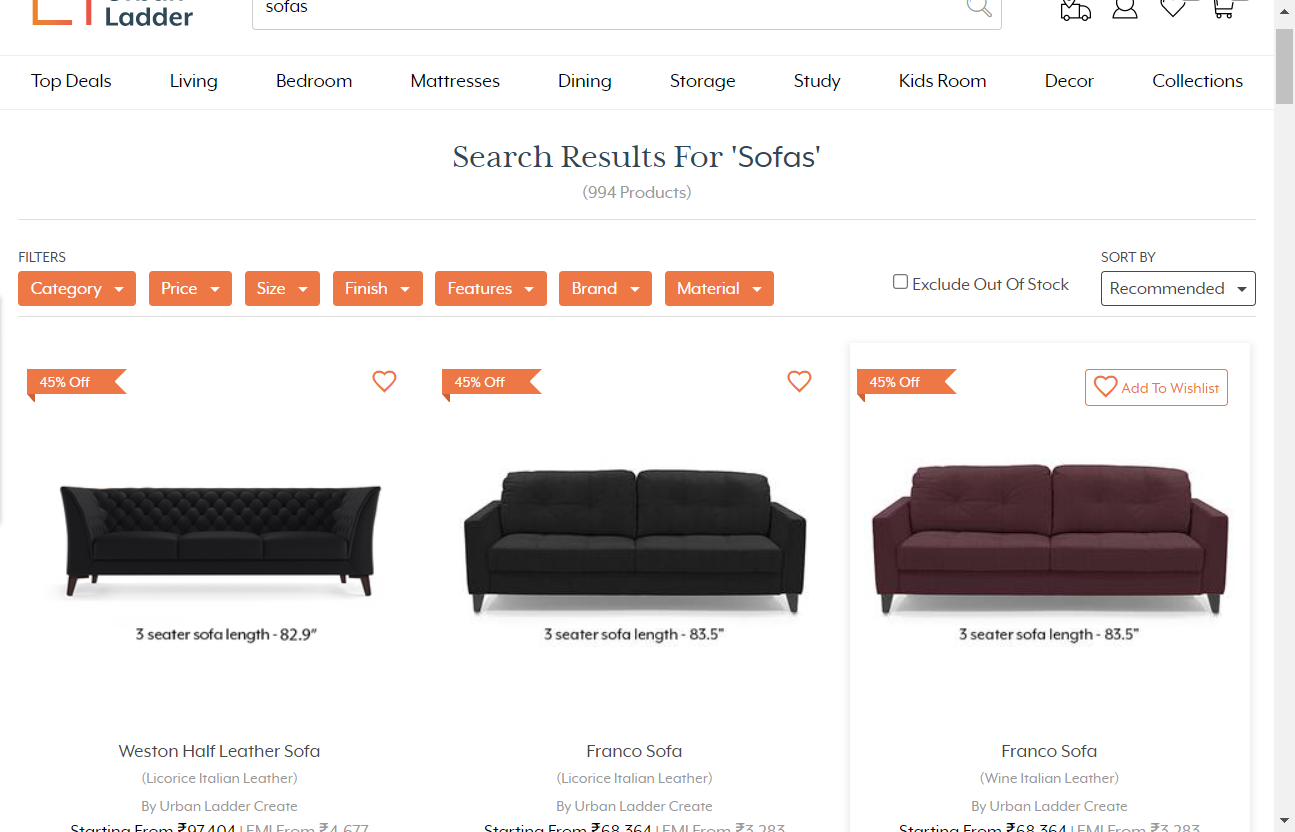 Urban
Ladder
sofas
Top Deals Living Bedroom Mattresses Dining Storage Study Kids Room Decor Collections
Search Results For 'Sofas'
(994 Products)
FILTERS
SORT BY
Category Price Size Finish Features Brand Material
Exclude Out Of Stock
Recommended
45% Off
45% Off
45% Off
Add To Wishlist
3 seater sofa length - 82.9"
3 seater sofa length - 83.5"
3 seater sofa length - 83.5"
Weston Half Leather Sofa
(Licorice Italian Leather)
By Urban Ladder Create
Starting From ₹97,404 | EMI From ₹4,677
Franco Sofa
(Licorice Italian Leather)
By Urban Ladder Create
Starting From ₹68,364 | EMI From ₹3,283
Franco Sofa
(Wine Italian Leather)
By Urban Ladder Create
Starting From ₹68,364 | EMI From ₹3,283